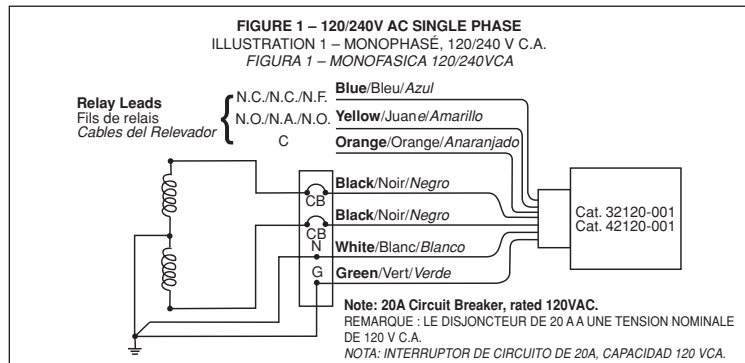 FIGURE 1 – 120/240V AC SINGLE PHASE
ILLUSTRATION 1 – MONOPHASÉ, 120/240 V C.A.
FIGURA 1 – MONOFASICA 120/240VCA
Relay Leads
Fils de relais
Cables del Relevador
N.C./N.C./N.F.
Blue/Bleu/Azul
N.O./N.A./N.O.
Yellow/Juane/Amarillo
C
Orange/Orange/Anaranjado
CB
Black/Noir/Negro
CB
Black/Noir/Negro
N
White/Blanc/Blanco
G
Green/Vert/Verde
Cat. 32120-001
Cat. 42120-001
Note: 20A Circuit Breaker, rated 120VAC.
REMARQUE : LE DISJONCTEUR DE 20 A A UNE TENSION NOMINALE
DE 120 V C.A.
NOTA: INTERRUPTOR DE CIRCUITO DE 20A, CAPACIDAD 120 VCA.